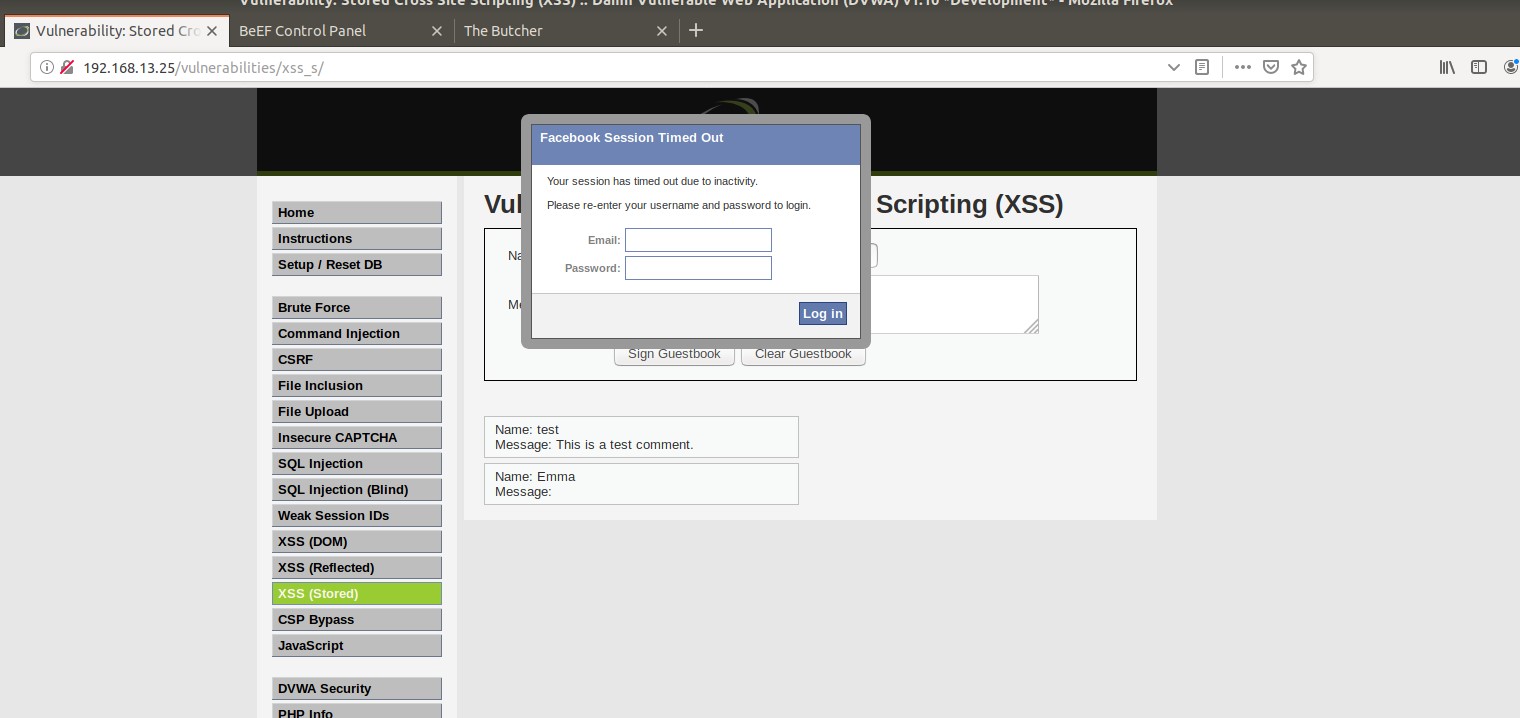 Vulnerability: Stored Cross Site Scripting (XSS) :: Damn Vulnerable Web Application (DVWA) v1.10 *Development* - Mozilla Firefox
Vulnerability: Stored Cro
BeEF Control Panel
The Butcher
192.168.13.25/vulnerabilities/xss_s/
Facebook Session Timed Out
Your session has timed out due to inactivity.
Please re-enter your username and password to login.
Email:
Password:
Log in
Home
Instructions
Setup / Reset DB
Brute Force
Command Injection
CSRF
File Inclusion
File Upload
Insecure CAPTCHA
SQL Injection
SQL Injection (Blind)
Weak Session IDs
XSS (DOM)
XSS (Reflected)
XSS (Stored)
CSP Bypass
JavaScript
DVWA Security
PHP Info
Vul Scripting (XSS)
Na
Me
Sign Guestbook
Clear Guestbook
Name: test
Message: This is a test comment.
Name: Emma
Message: